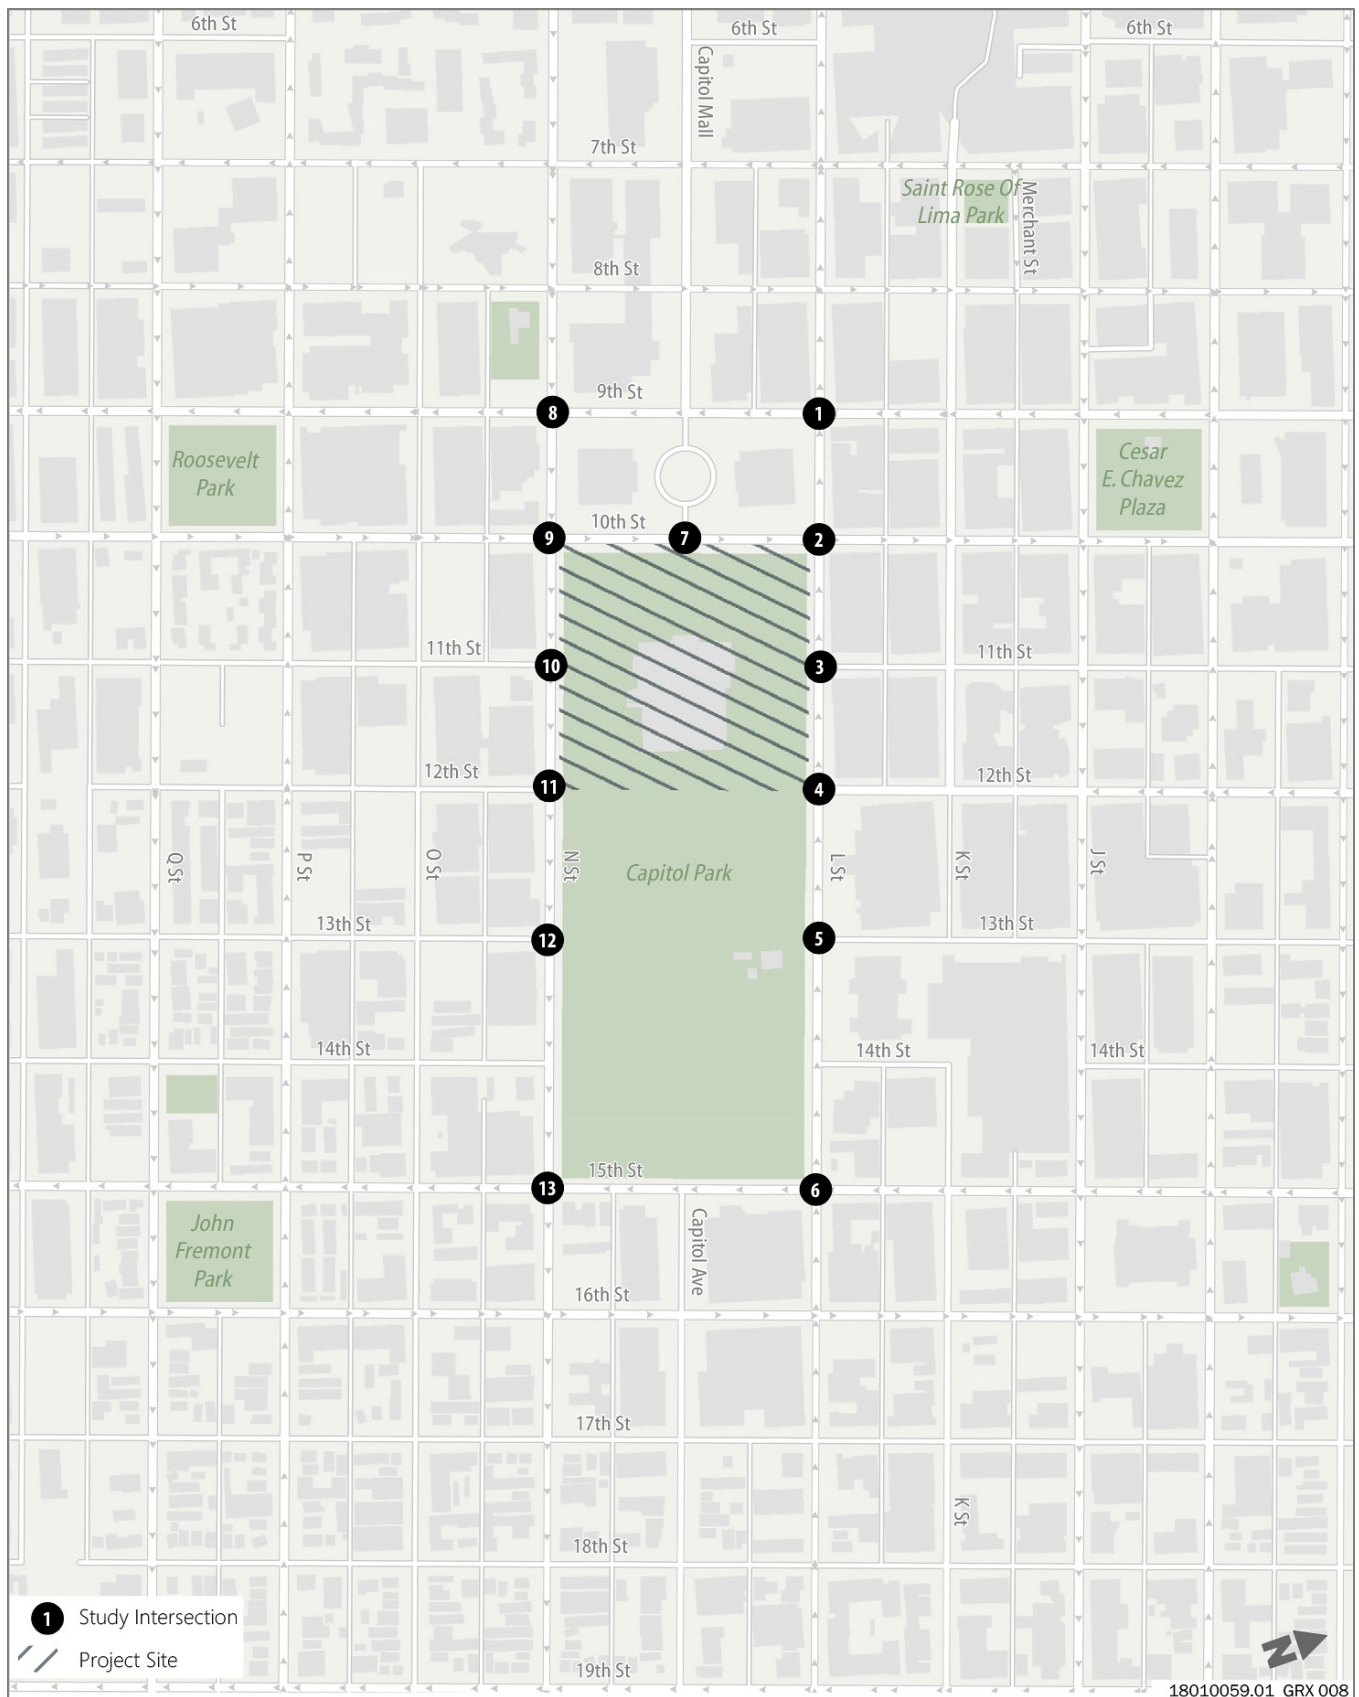 6th St
6th St
6th St
Capitol Mall
7th St
Saint Rose Of
Lima Park
Merchant St
8th St
9th St
8
1
Roosevelt
Park
Cesar
E. Chavez
Plaza
10th St
9
7
2
11th St
11th St
10
3
12th St
12th St
11
4
Q St
P St
O St
N St
Capitol Park
L St
K St
J St
13th St
13th St
12
5
14th St
14th St
14th St
15th St
13
6
John
Fremont
Park
Capitol Ave
16th St
17th St
K St
18th St
19th St
1 Study Intersection
Project Site
N
18010059.01 GRX 008